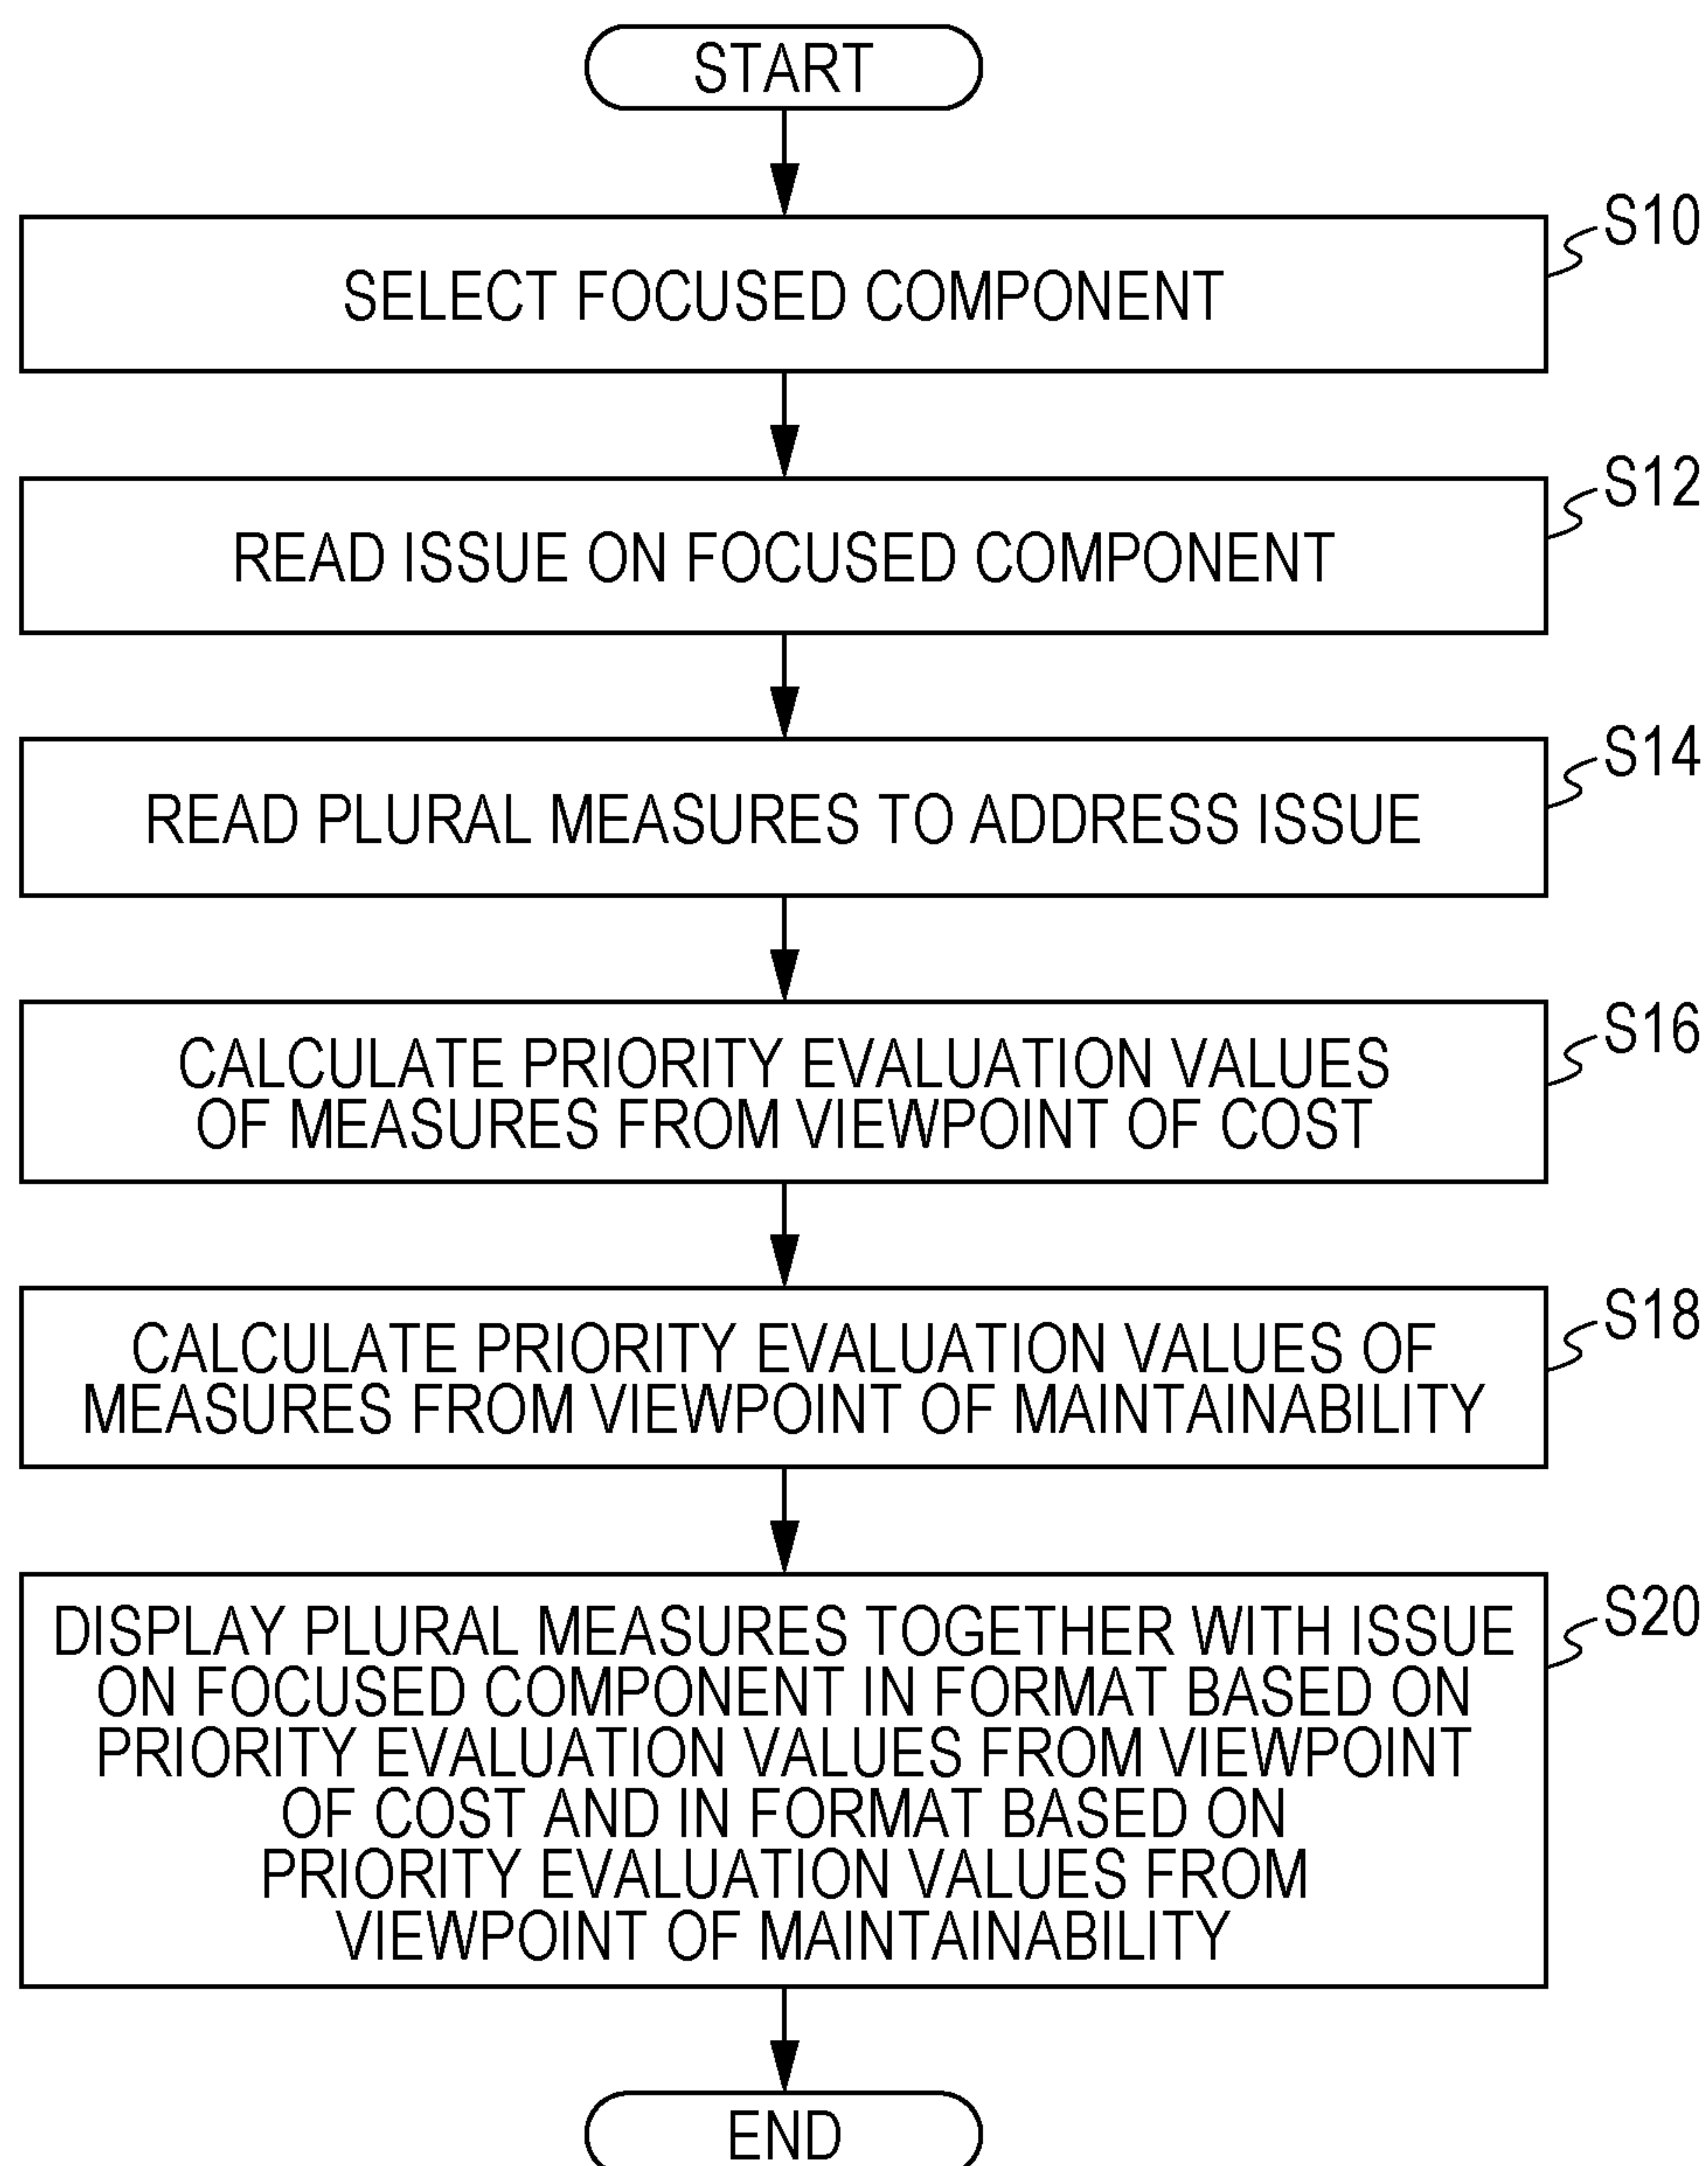 START
S10
SELECT FOCUSED COMPONENT
S12
READ ISSUE ON FOCUSED COMPONENT
S14
READ PLURAL MEASURES TO ADDRESS ISSUE
S16
CALCULATE PRIORITY EVALUATION VALUES
OF MEASURES FROM VIEWPOINT OF COST
S18
CALCULATE PRIORITY EVALUATION VALUES OF
MEASURES FROM VIEWPOINT OF MAINTAINABILITY
S20
DISPLAY PLURAL MEASURES TOGETHER WITH ISSUE
ON FOCUSED COMPONENT IN FORMAT BASED ON
PRIORITY EVALUATION VALUES FROM VIEWPOINT
OF COST AND IN FORMAT BASED ON
PRIORITY EVALUATION VALUES FROM
VIEWPOINT OF MAINTAINABILITY
END